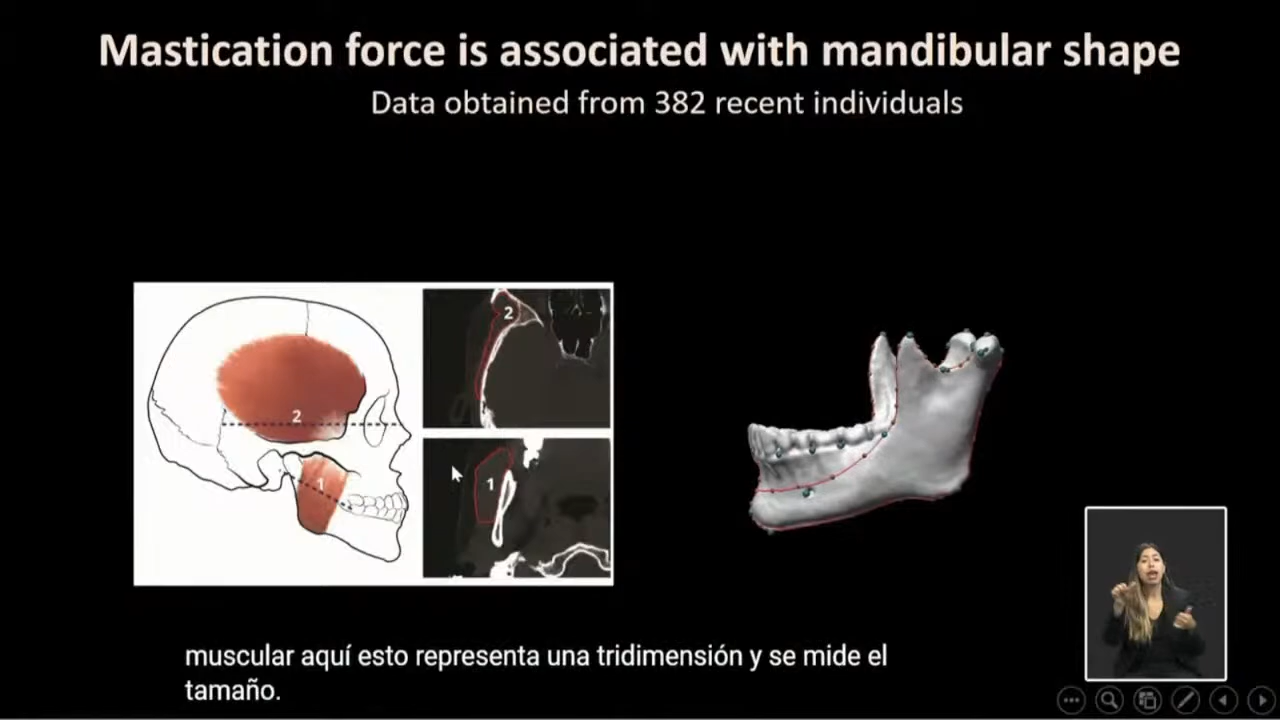 Mastication force is associated with mandibular shape
Data obtained from 382 recent individuals
2
1
2
1
muscular aquí esto representa una tridimensión y se mide el
tamaño.